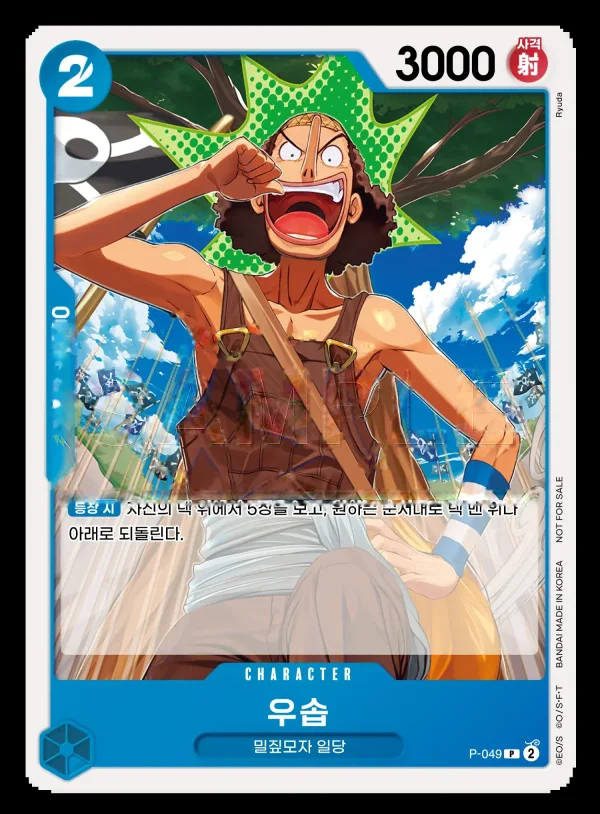 2
3000
사격
射
Ryuda
SAMPLE
등장 시 자신의 덱 위에서 5장을 보고, 원하는 순서대로 덱 맨 위나
아래로 되돌린다.
CHARACTER
우솝
밀짚모자 일당
P-049 P 2
©EO/S ©O/S·F·T BANDAI MADE IN KOREA NOT FOR SALE